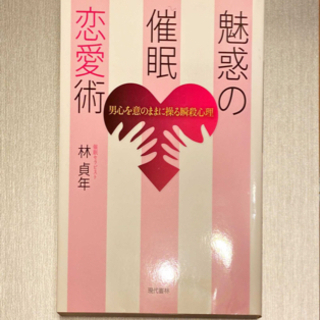 魅惑の
催眠
恋愛術
男心を意のままに操る瞬殺心理
林 貞年
現代書林